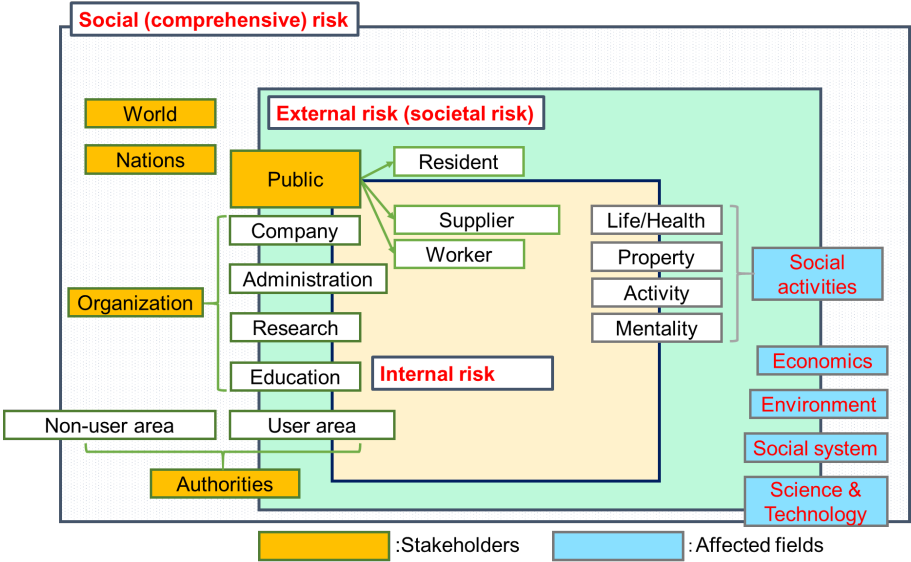 Social (comprehensive) risk
External risk (societal risk)
World
Nations
Public
Resident
Supplier
Worker
Company
Administration
Organization
Research
Education
Internal risk
Life/Health
Property
Activity
Mentality
Social
activities
Economics
Environment
Social system
Science &
Technology
Non-user area
User area
Authorities
:Stakeholders
: Affected fields